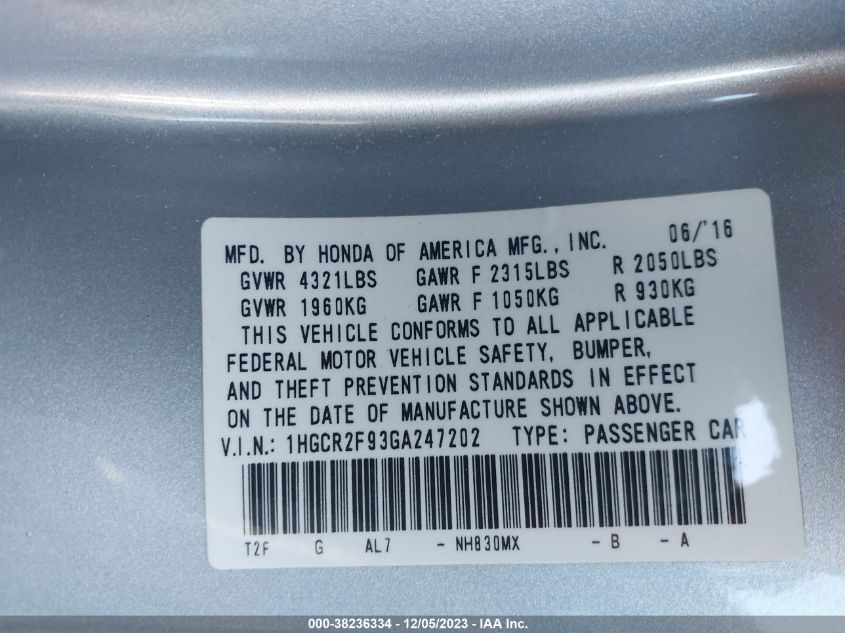 MFD. BY HONDA OF AMERICA MFG., INC. 06/'16
GVWR 4321LBS GAWR F 2315LBS R 2050LBS
GVWR 1960KG GAWR F 1050KG R 930KG
THIS VEHICLE CONFORMS TO ALL APPLICABLE
FEDERAL MOTOR VEHICLE SAFETY, BUMPER,
AND THEFT PREVENTION STANDARDS IN EFFECT
ON THE DATE OF MANUFACTURE SHOWN ABOVE.
V.I.N.: 1HGCR2F93GA247202 TYPE: PASSENGER CAR
T2F G AL7 - NH830MX - B - A
000-38236334 - 12/05/2023 - IAA Inc.